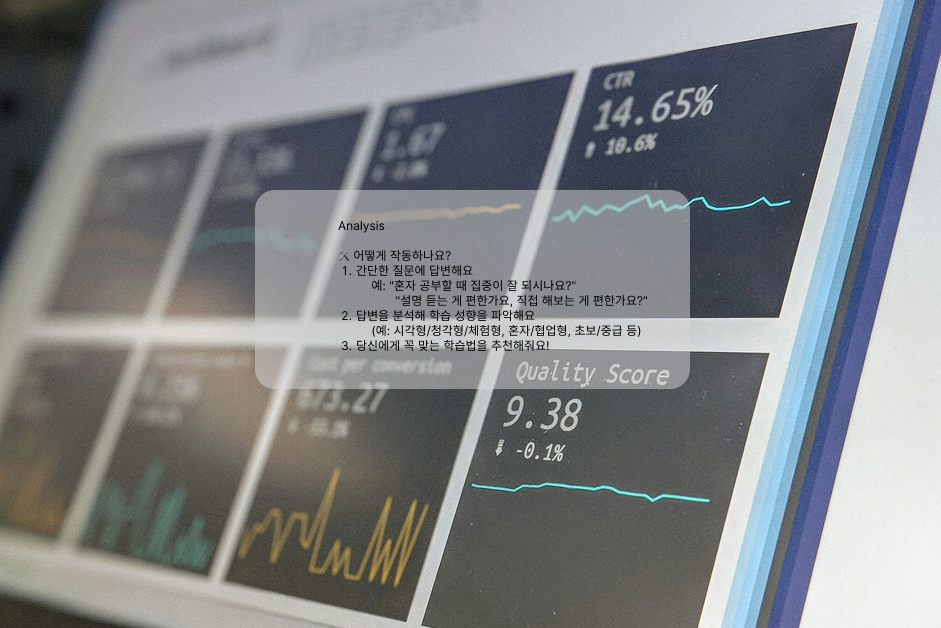 CTR
14.65%
10.6%
1.67
Analysis
어떻게 작동하나요?
1. 간단한 질문에 답변해요
예: "혼자 공부할 때 집중이 잘 되시나요?"
"설명 듣는 게 편한가요, 직접 해보는 게 편한가요?"
2. 답변을 분석해 학습 성향을 파악해요
(예: 시각형/청각형/체험형, 혼자/협업형, 초보/중급 등)
3. 당신에게 꼭 맞는 학습법을 추천해줘요!
Cost per conversion
673.27
Quality Score
9.38
-0.1%